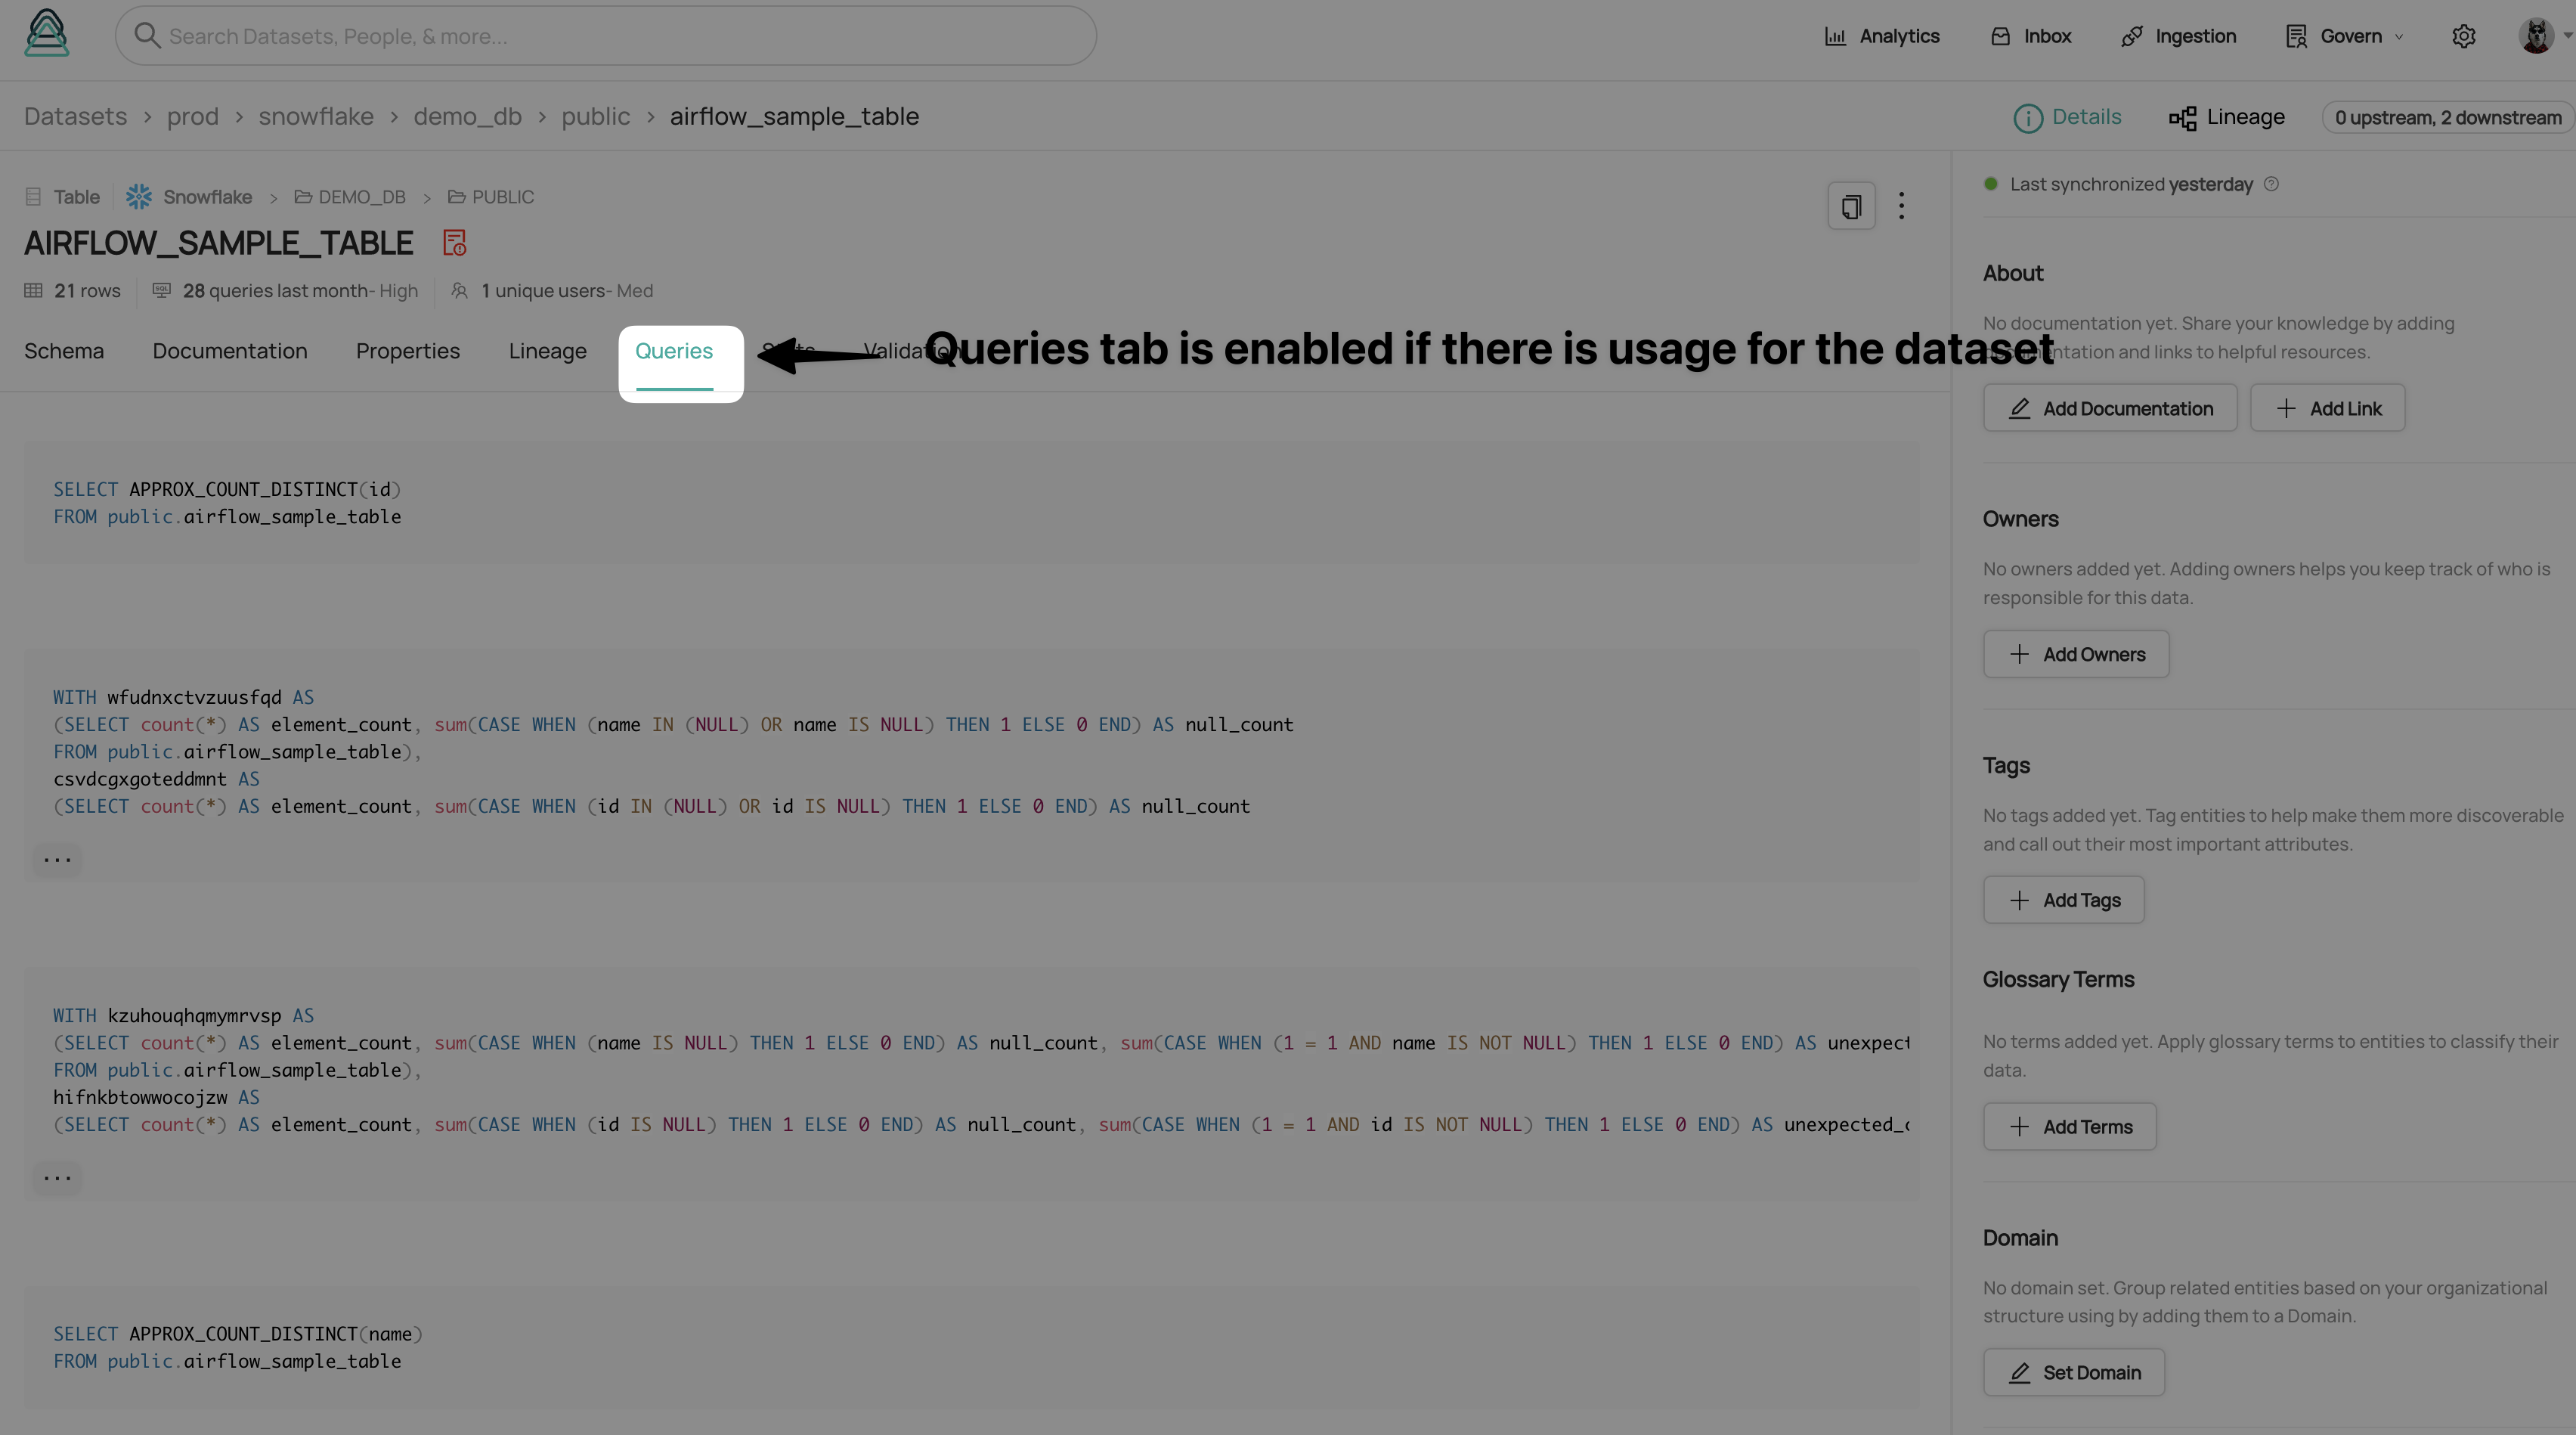 Search Datasets, People, & more...
Analytics
Inbox
Ingestion
Govern
Datasets > prod > snowflake > demo_db > public > airflow_sample_table
Details
Lineage
0 upstream, 2 downstream
Table
Snowflake > DEMO_DB > PUBLIC
AIRFLOW_SAMPLE_TABLE
21 rows
SQL
28 queries last month- High
1 unique users- Med
Schema
Documentation
Properties
Lineage
Queries
Stats
Validation
Queries tab is enabled if there is usage for the dataset
SELECT APPROX_COUNT_DISTINCT(id)
FROM public.airflow_sample_table
WITH wfudnxctvzuusfqd AS
(SELECT count(*) AS element_count, sum(CASE WHEN (name IN (NULL) OR name IS NULL) THEN 1 ELSE 0 END) AS null_count
FROM public.airflow_sample_table),
csvdcgxgoteddmnt AS
(SELECT count(*) AS element_count, sum(CASE WHEN (id IN (NULL) OR id IS NULL) THEN 1 ELSE 0 END) AS null_count
...
WITH kzuhouqhqmymrvsp AS
(SELECT count(*) AS element_count, sum(CASE WHEN (name IS NULL) THEN 1 ELSE 0 END) AS null_count, sum(CASE WHEN (1 = 1 AND name IS NOT NULL) THEN 1 ELSE 0 END) AS unexpect
FROM public.airflow_sample_table),
hifnkbtowwocojzw AS
(SELECT count(*) AS element_count, sum(CASE WHEN (id IS NULL) THEN 1 ELSE 0 END) AS null_count, sum(CASE WHEN (1 = 1 AND id IS NOT NULL) THEN 1 ELSE 0 END) AS unexpected_c
...
SELECT APPROX_COUNT_DISTINCT(name)
FROM public.airflow_sample_table
Last synchronized yesterday
About
No documentation yet. Share your knowledge by adding
documentation and links to helpful resources.
Add Documentation
Add Link
Owners
No owners added yet. Adding owners helps you keep track of who is
responsible for this data.
Add Owners
Tags
No tags added yet. Tag entities to help make them more discoverable
and call out their most important attributes.
Add Tags
Glossary Terms
No terms added yet. Apply glossary terms to entities to classify their
data.
Add Terms
Domain
No domain set. Group related entities based on your organizational
structure using by adding them to a Domain.
Set Domain